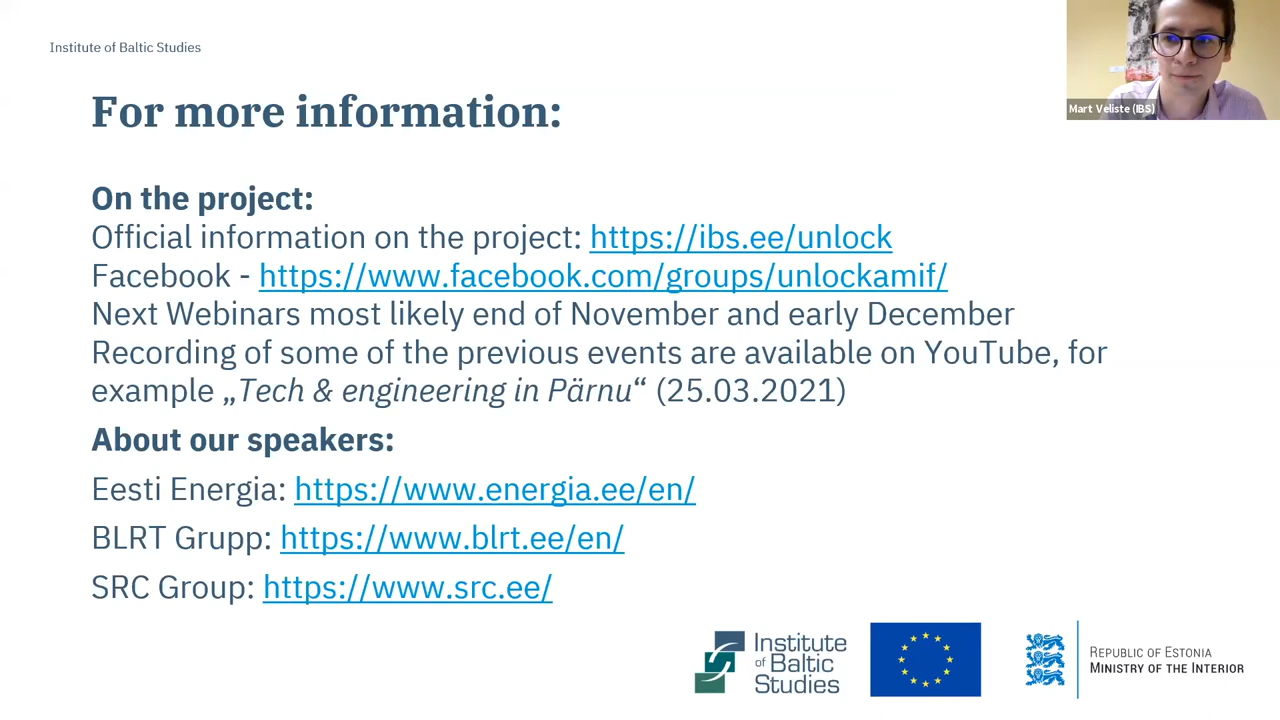 Institute of Baltic Studies
Mart Veliste (IBS)
For more information:
On the project:
Official information on the project: https://ibs.ee/unlock
Facebook - https://www.facebook.com/groups/unlockamif/
Next Webinars most likely end of November and early December
Recording of some of the previous events are available on YouTube, for
example „Tech & engineering in Pärnu“ (25.03.2021)
About our speakers:
Eesti Energia: https://www.energia.ee/en/
BLRT Grupp: https://www.blrt.ee/en/
SRC Group: https://www.src.ee/
Institute
of Baltic
Studies
REPUBLIC OF ESTONIA
MINISTRY OF THE INTERIOR